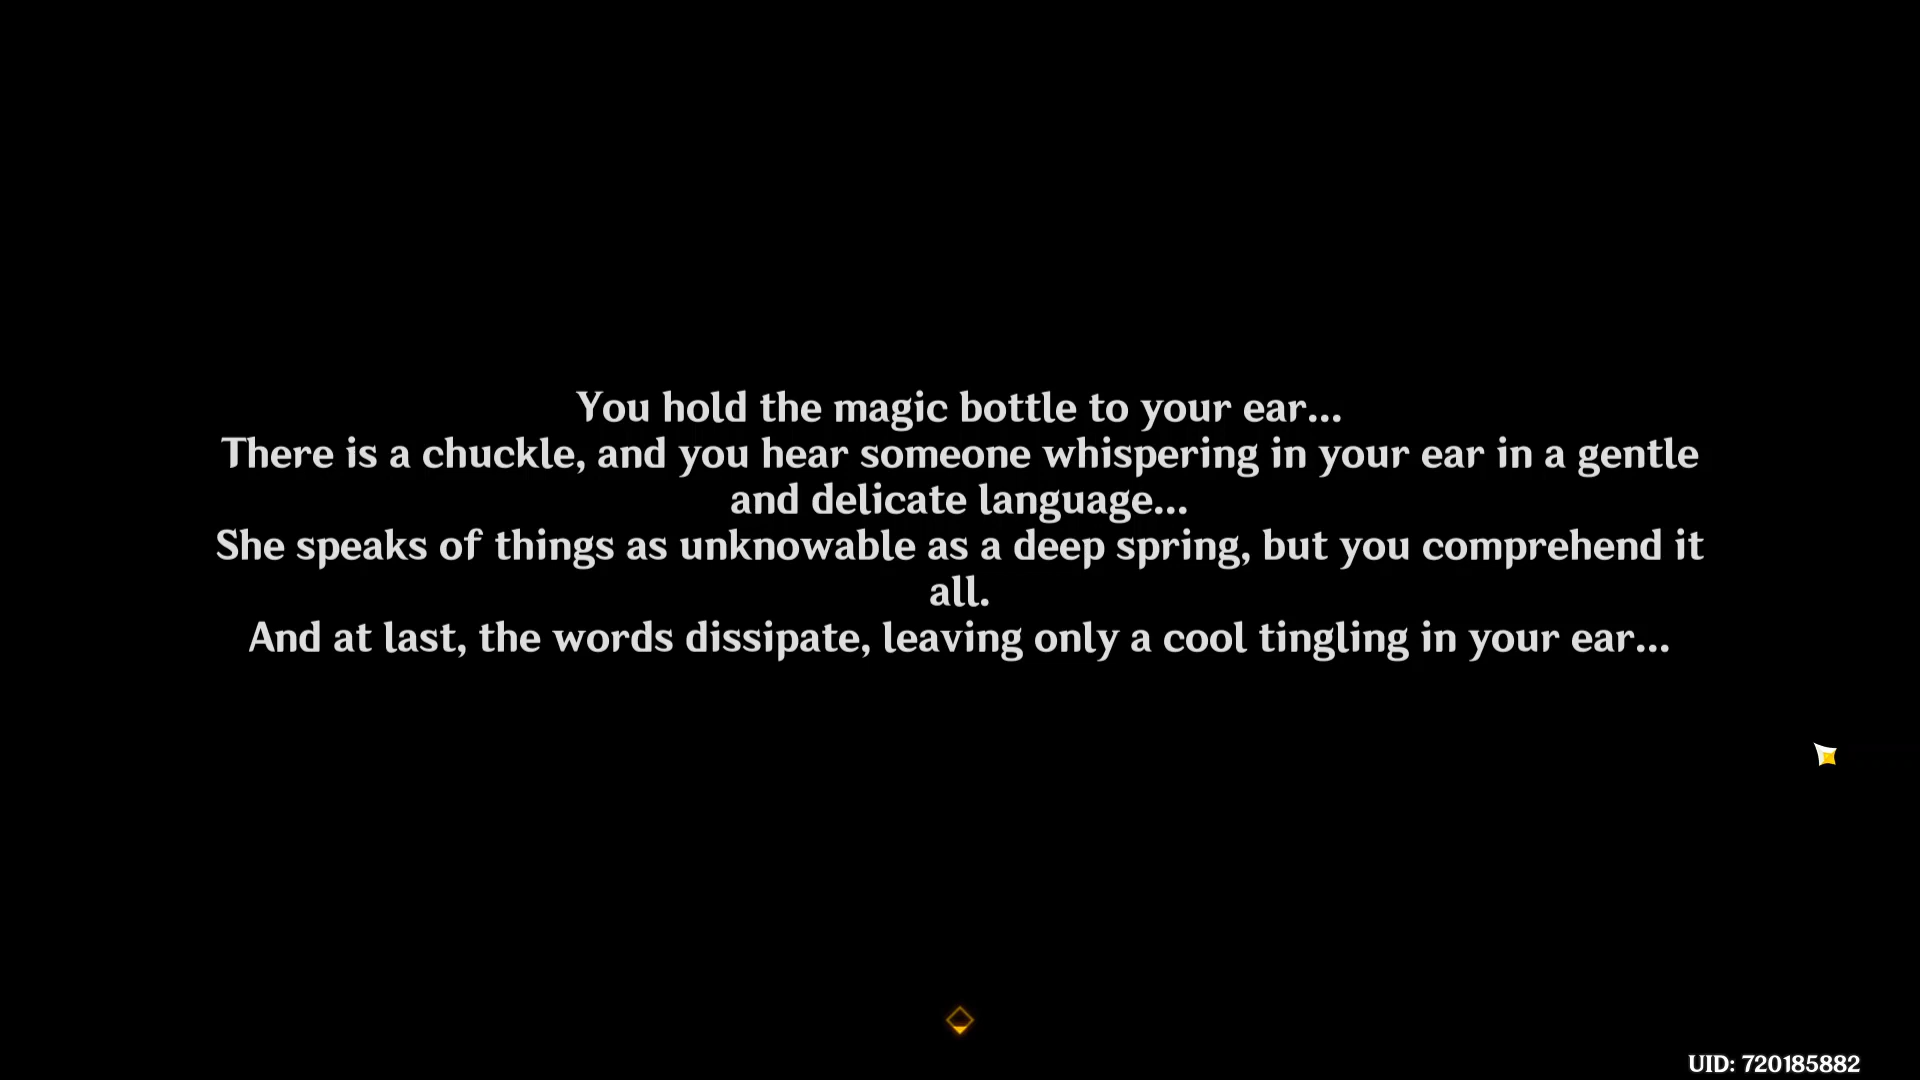 You hold the magic bottle to your ear...
There is a chuckle, and you hear someone whispering in your ear in a gentle
and delicate language...
She speaks of things as unknowable as a deep spring, but you comprehend it
all.
And at last, the words dissipate, leaving only a cool tingling in your ear...
UID: 720185882